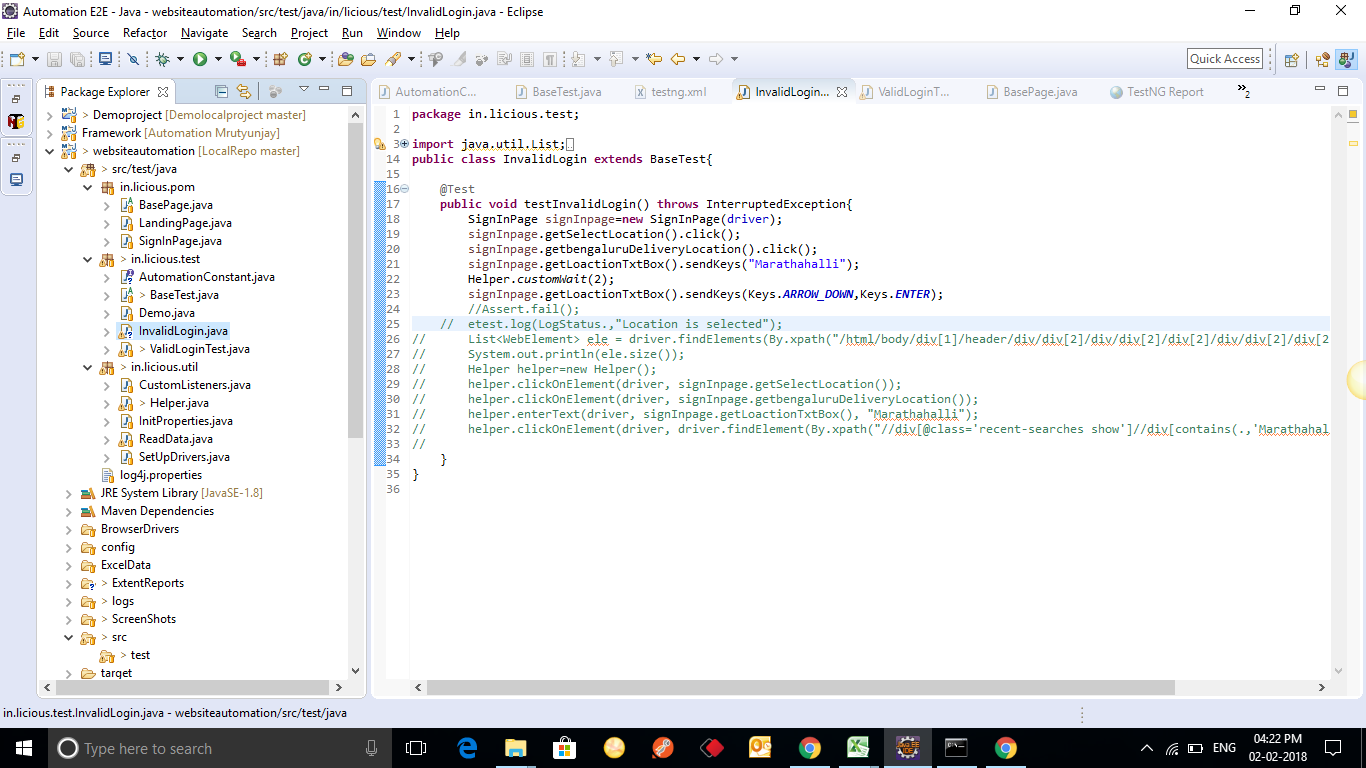 Automation E2E - Java - websiteautomation/src/test/java/in/licious/test/InvalidLogin.java - Eclipse
File Edit Source Refactor Navigate Search Project Run Window Help
Quick Access
Package Explorer
> Demoproject [Demolocalproject master]
Framework [Automation Mrutyunjay]
> websiteautomation [LocalRepo master]
> src/test/java
in.licious.pom
BasePage.java
LandingPage.java
SignInPage.java
> in.licious.test
AutomationConstant.java
> BaseTest.java
Demo.java
InvalidLogin.java
> ValidLoginTest.java
> in.licious.util
CustomListeners.java
> Helper.java
InitProperties.java
ReadData.java
SetUpDrivers.java
log4j.properties
JRE System Library [JavaSE-1.8]
Maven Dependencies
BrowserDrivers
config
ExcelData
> ExtentReports
> logs
> ScreenShots
> src
> test
target
AutomationC... BaseTest.java testng.xml InvalidLogin... ValidLoginT... BasePage.java TestNG Report »2
1 package in.licious.test;
2
3 import java.util.List;
14 public class InvalidLogin extends BaseTest{
15
16 @Test
17 public void testInvalidLogin() throws InterruptedException{
18 SignInPage signInpage=new SignInPage(driver);
19 signInpage.getSelectLocation().click();
20 signInpage.getbengaluruDeliveryLocation().click();
21 signInpage.getLoactionTxtBox().sendKeys("Marathahalli");
22 Helper.customWait(2);
23 signInpage.getLoactionTxtBox().sendKeys(Keys.ARROW_DOWN,Keys.ENTER);
24 //Assert.fail();
25 // etest.log(LogStatus.,"Location is selected");
26 // List<WebElement> ele = driver.findElements(By.xpath("/html/body/div[1]/header/div/div[2]/div/div[2]/div[2]/div/div[2]/div[2
27 // System.out.println(ele.size());
28 // Helper helper=new Helper();
29 // helper.clickOnElement(driver, signInpage.getSelectLocation());
30 // helper.clickOnElement(driver, signInpage.getbengaluruDeliveryLocation());
31 // helper.enterText(driver, signInpage.getLoactionTxtBox(), "Marathahalli");
32 // helper.clickOnElement(driver, driver.findElement(By.xpath("//div[@class='recent-searches show']//div[contains(.,'Marathahal
33 //
34 }
35 }
36
in.licious.test.InvalidLogin.java - websiteautomation/src/test/java
Type here to search
ENG
04:22 PM
02-02-2018